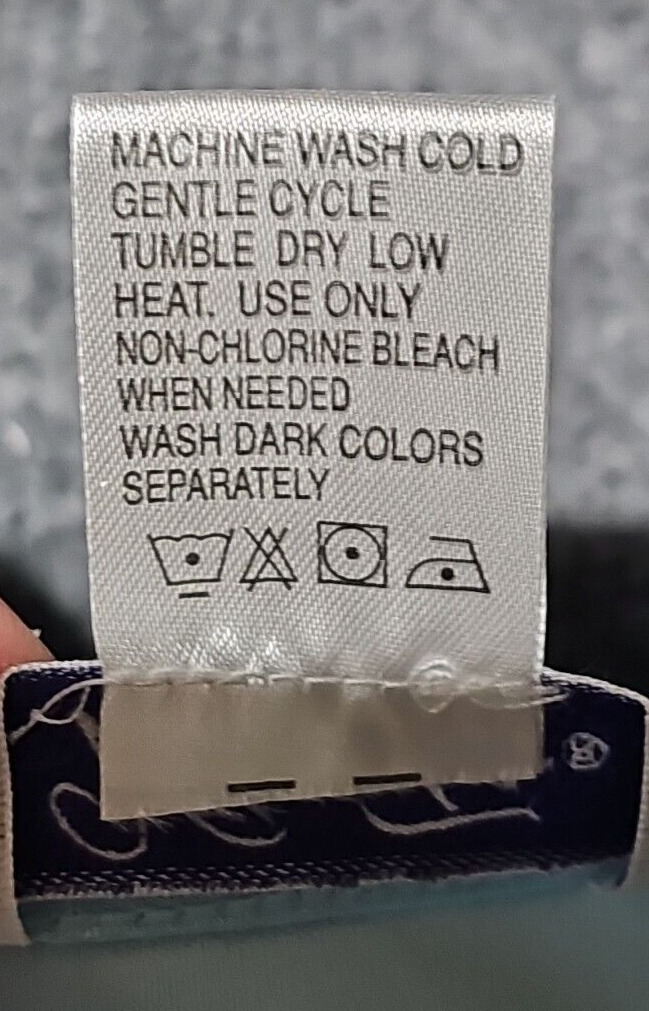 MACHINE WASH COLD
GENTLE CYCLE
TUMBLE DRY LOW
HEAT. USE ONLY
NON-CHLORINE BLEACH
WHEN NEEDED
WASH DARK COLORS
SEPARATELY
®